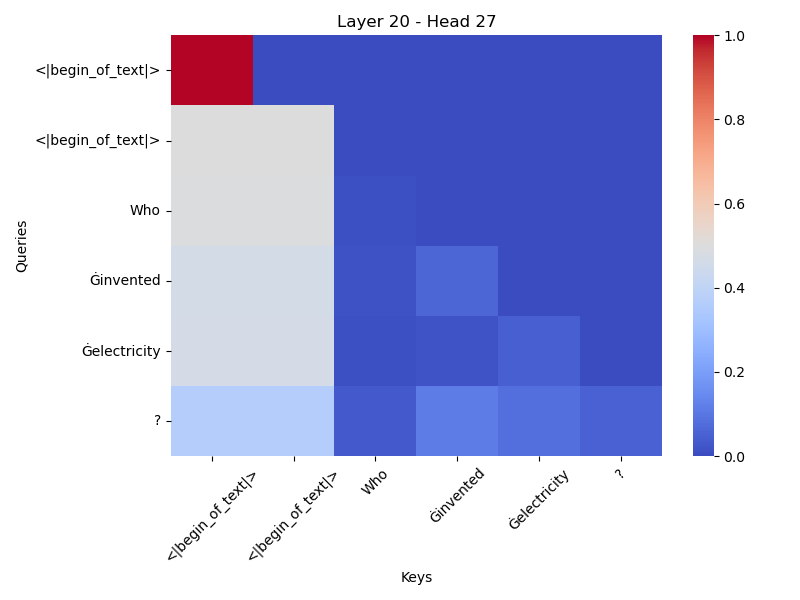 Layer 20 - Head 27
<|begin_of_text|>
<|begin_of_text|>
Who
Ġinvented
Ġelectricity
?
Queries
<|begin_of_text|>
<|begin_of_text|>
Who
Ġinvented
Ġelectricity
?
Keys
1.0
0.8
0.6
0.4
0.2
0.0